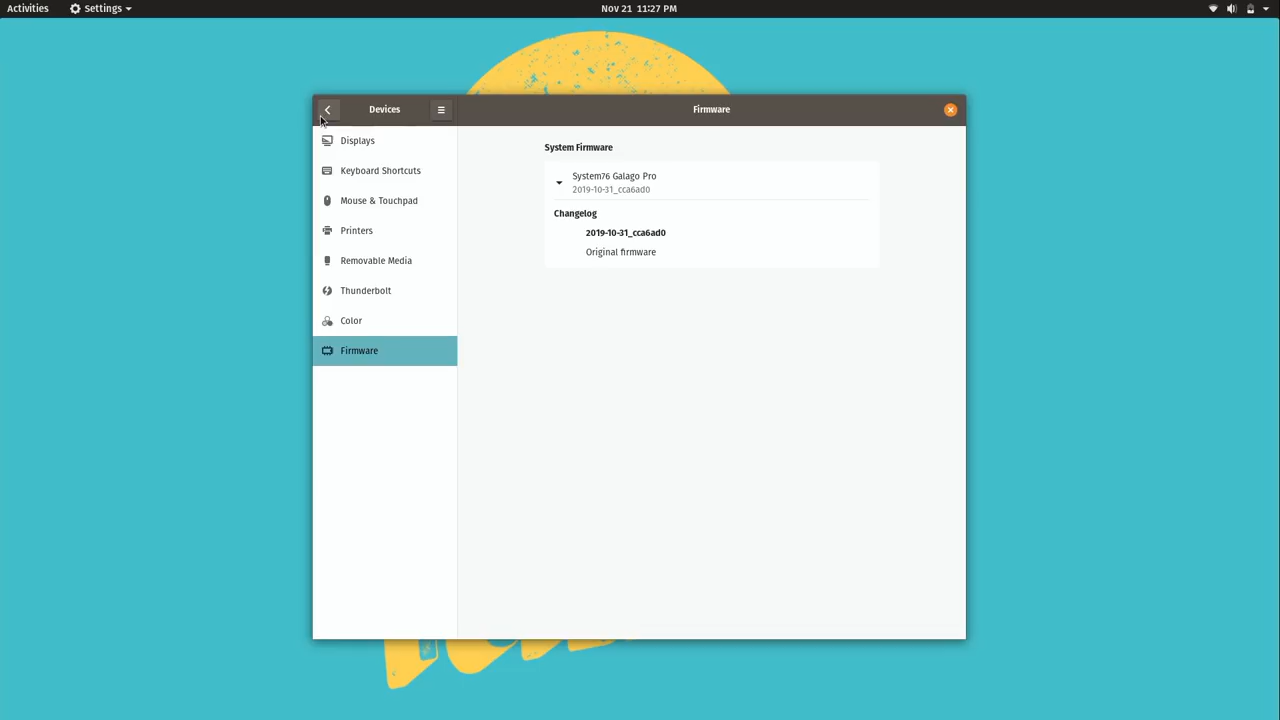 Activities
Settings
Nov 21 11:27 PM
Devices
Firmware
Displays
Keyboard Shortcuts
Mouse & Touchpad
Printers
Removable Media
Thunderbolt
Color
Firmware
System Firmware
System76 Galago Pro
2019-10-31_cca6ad0
Changelog
2019-10-31_cca6ad0
Original firmware